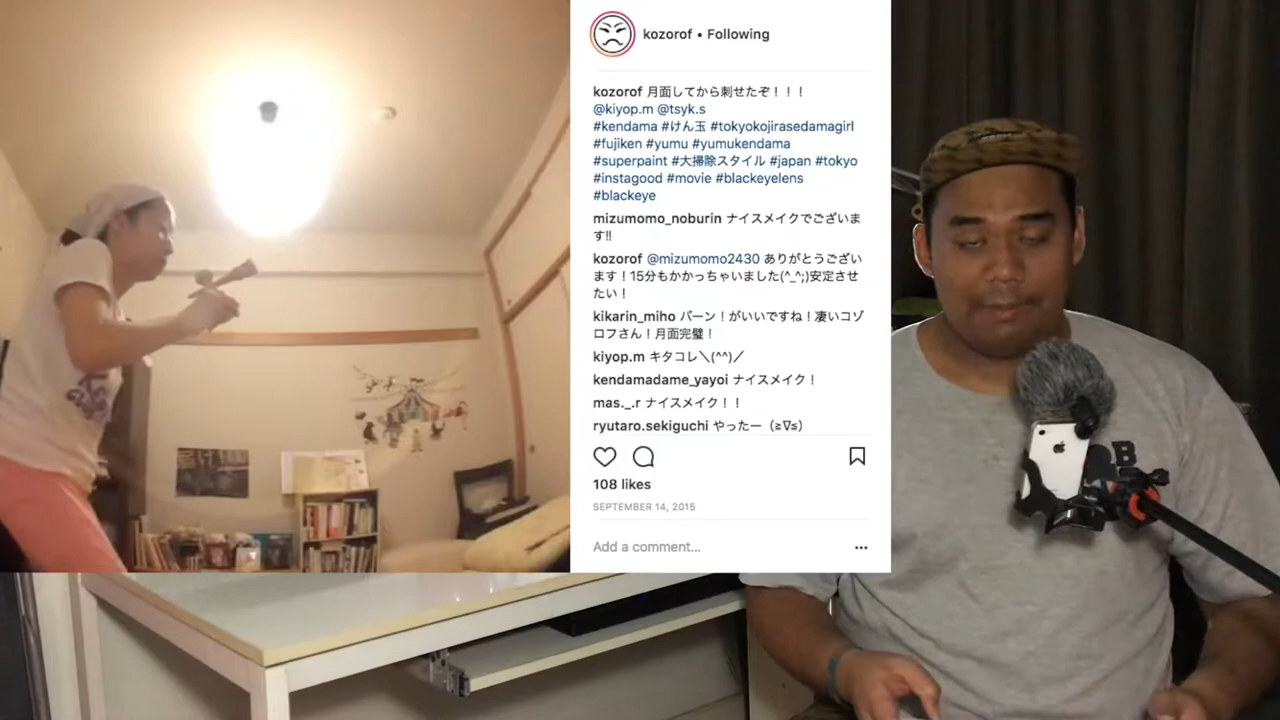 kozorof • Following
kozorof 月面してから刺せたぞ！！！
@kiyop.m @tsyk.s
#kendama #けん玉 #tokyokojirasedamagirl
#fujiken #yumu #yumukendama
#superpaint #大掃除スタイル #japan #tokyo
#instagood #movie #blackeyelens
#blackeye
mizumomo_noburin ナイスメイクでございま
す!!
kozorof @mizumomo2430 ありがとうござい
ます！15分もかかっちゃいました(^_^;)安定させ
たい！
kikarin_miho バーン！がいいですね！凄いコゾ
ロフさん！月面完璧！
kiyop.m キタコレ＼(^^)／
kendamadame_yayoi ナイスメイク！
mas._.r ナイスメイク！！
ryutaro.sekiguchi やったー（≧∇≦）
108 likes
SEPTEMBER 14, 2015
Add a comment...